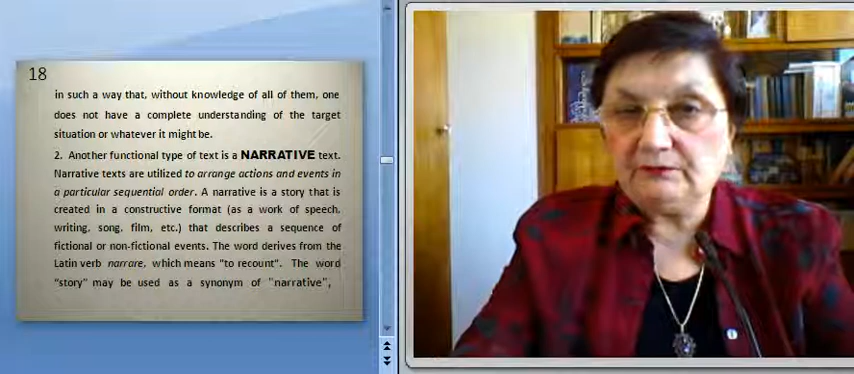 18
in such a way that, without knowledge of all of them, one
does not have a complete understanding of the target
situation or whatever it might be.
2. Another functional type of text is a NARRATIVE text.
Narrative texts are utilized to arrange actions and events in
a particular sequential order. A narrative is a story that is
created in a constructive format (as a work of speech,
writing, song, film, etc.) that describes a sequence of
fictional or non-fictional events. The word derives from the
Latin verb narrare, which means "to recount". The word
"story" may be used as a synonym of "narrative",